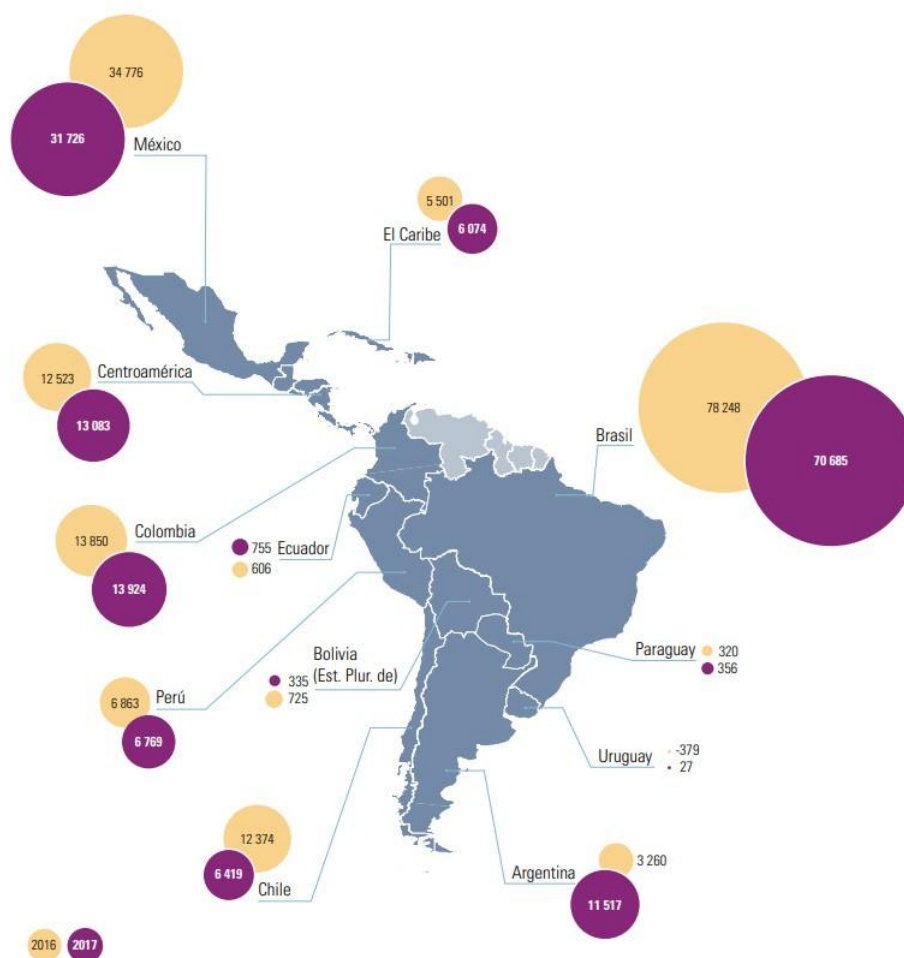 34 776
31 726
México
5 501
6 074
El Caribe
12 523
Centroamérica
13 083
78 248
Brasil
70 685
Colombia
13 850
13 924
755
Ecuador
606
Bolivia
(Est. Plur. de)
335
725
Paraguay
320
356
Perú
6 863
6 769
Uruguay
-379
27
12 374
6 419
Chile
Argentina
3 260
11 517
2016
2017